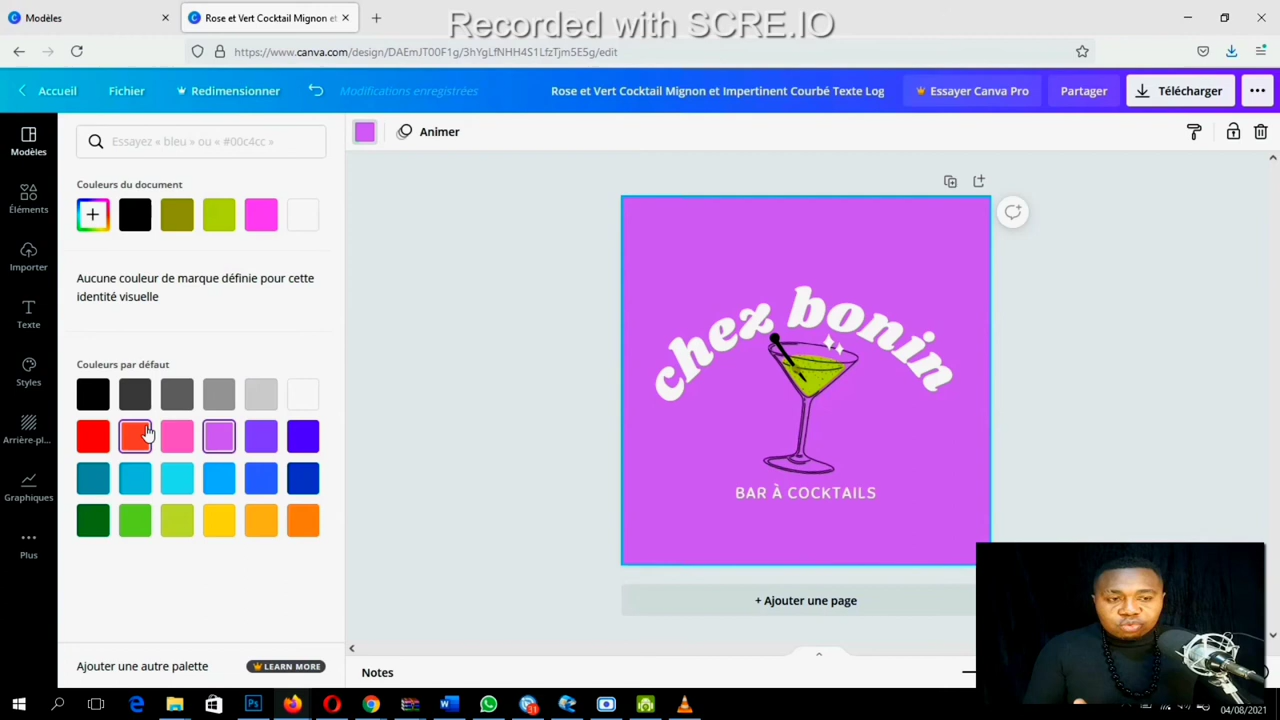 Modèles
Rose et Vert Cocktail Mignon et
Recorded with SCRE.IO
https://www.canva.com/design/DAEmJT00F1g/3hYgLfNHH4S1LfzTjm5E5g/edit
Accueil
Fichier
Redimensionner
Modifications enregistrées
Rose et Vert Cocktail Mignon et Impertinent Courbé Texte Log
Essayer Canva Pro
Partager
Télécharger
Modèles
Éléments
Importer
Texte
Styles
Arrière-pl...
Graphiques
Plus
Essayez « bleu » ou « #00c4cc »
Couleurs du document
Aucune couleur de marque définie pour cette
identité visuelle
Couleurs par défaut
Ajouter une autre palette
LEARN MORE
Animer
chez bonin
BAR À COCKTAILS
+ Ajouter une page
Notes
04/08/2021